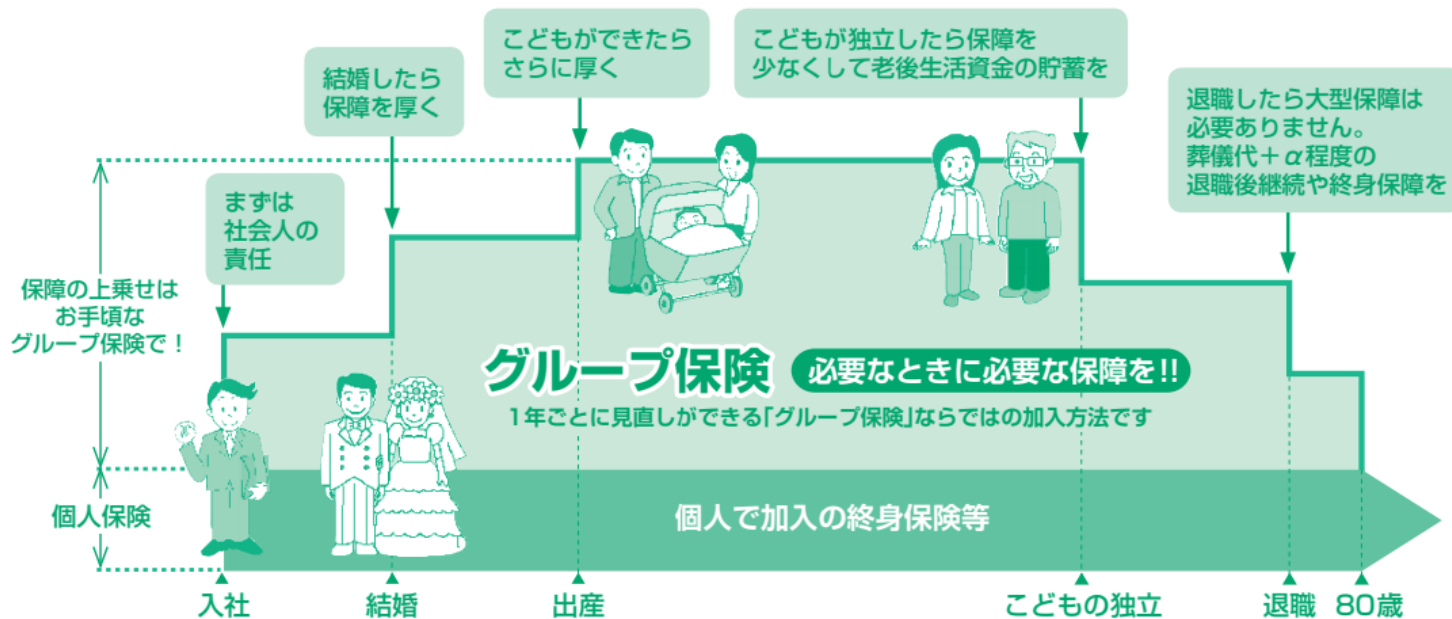 こどもができたら
さらに厚く
こどもが独立したら保障を
少なくして老後生活資金の貯蓄を
結婚したら
保障を厚く
退職したら大型保障は
必要ありません。
葬儀代＋α程度の
退職後継続や終身保障を
まずは
社会人の
責任
保障の上乗せは
お手頃な
グループ保険で！
グループ保険 必要なときに必要な保障を!!
1年ごとに見直しができる「グループ保険」ならではの加入方法です
個人保険
個人で加入の終身保険等
入社 結婚 出産 こどもの独立 退職 80歳